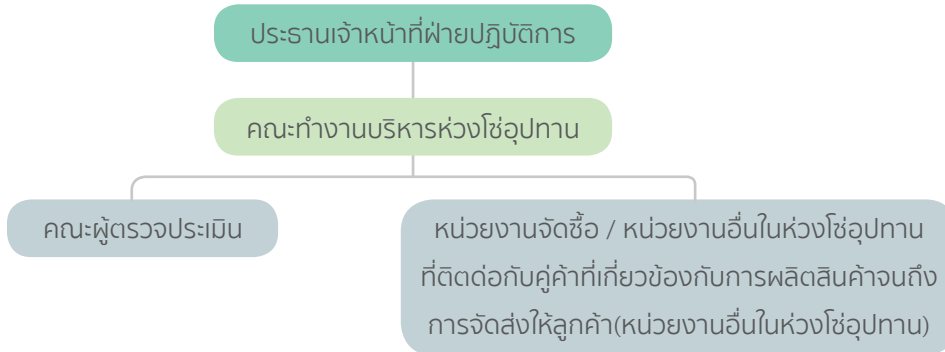 ประธานเจ้าหน้าที่ฝ่ายปฏิบัติการ
คณะทำงานบริหารห่วงโซ่อุปทาน
คณะผู้ตรวจประเมิน
หน่วยงานจัดซื้อ / หน่วยงานอื่นในห่วงโซ่อุปทาน
ที่ติตด่อกับคู่ค้าที่เกี่ยวข้องกับการผลิตสินค้าจนถึง
การจัดส่งให้ลูกค้า(หน่วยงานอื่นในห่วงโซ่อุปทาน)